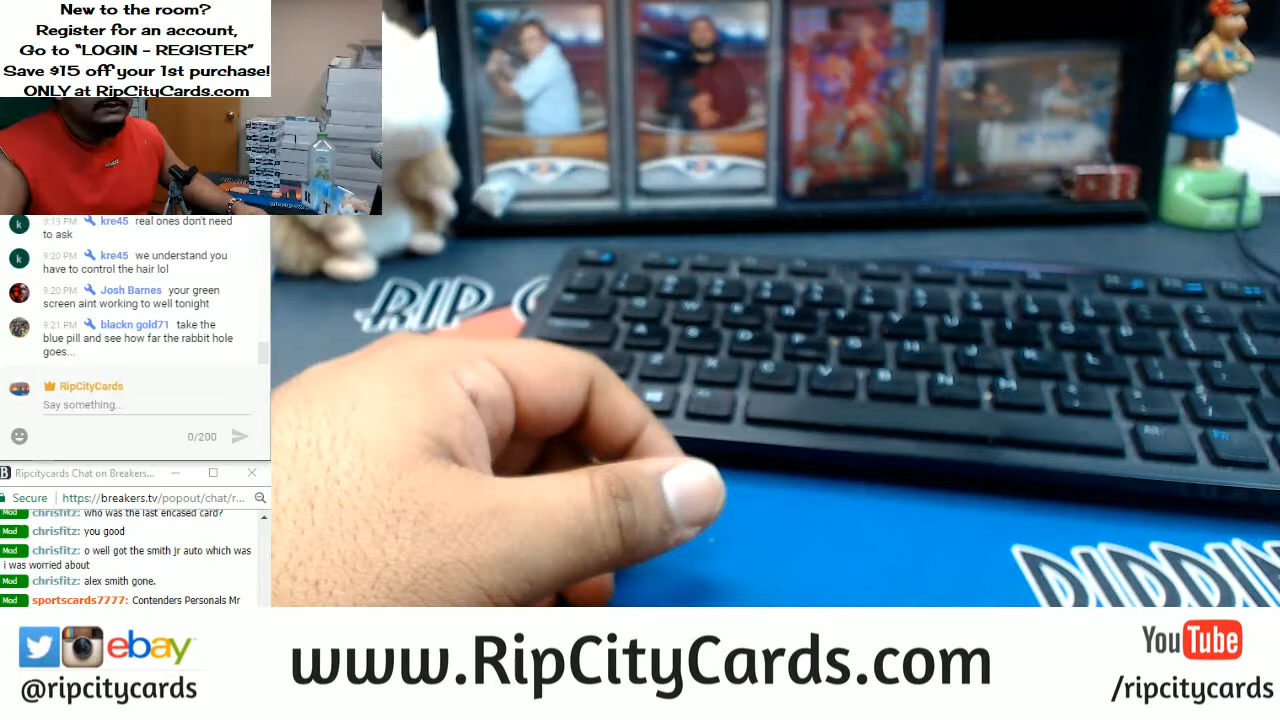 New to the room?
Register for an account,
Go to “LOGIN – REGISTER”
Save $15 off your 1st purchase!
ONLY at RipCityCards.com
k 9:19 PM kre45 real ones don't need
to ask
k 9:20 PM kre45 we understand you
have to control the hair lol
9:20 PM Josh Barnes your green
screen aint working to well tonight
9:21 PM blackn gold71 take the
blue pill and see how far the rabbit hole
goes...
RipCityCards
Say something...
0/200
Ripcitycards Chat on Breakers...
Secure https://breakers.tv/popout/chat/r...
Mod chrisfitz: who was the last encased card?
Mod chrisfitz: you good
Mod chrisfitz: o well got the smith jr auto which was
i was worried about
Mod chrisfitz: alex smith gone.
Mod sportscards7777: Contenders Personals Mr
RIP
RIPPIN
ebay
@ripcitycards
www.RipCityCards.com
YouTube
/ripcitycards